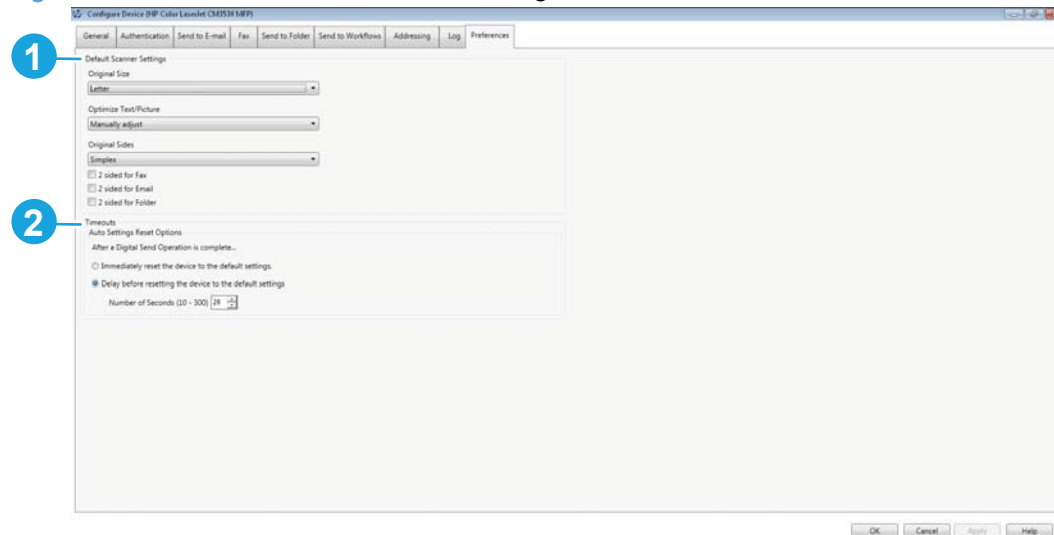 Configure Device (HP Color LaserJet CM3530 MFP)
General Authentication Send to E-mail Fax Send to Folder Send to Workflows Addressing Log Preferences
1
Default Scanner Settings
Original Size
Letter
Optimize Text/Picture
Manually adjust
Original Sides
Simplex
2 sided for Fax
2 sided for Email
2 sided for Folder
2
Timeouts
Auto Settings Reset Options
After a Digital Send Operation is complete...
Immediately reset the device to the default settings.
Delay before resetting the device to the default settings
Number of Seconds (10 - 300) 26
OK Cancel Apply Help